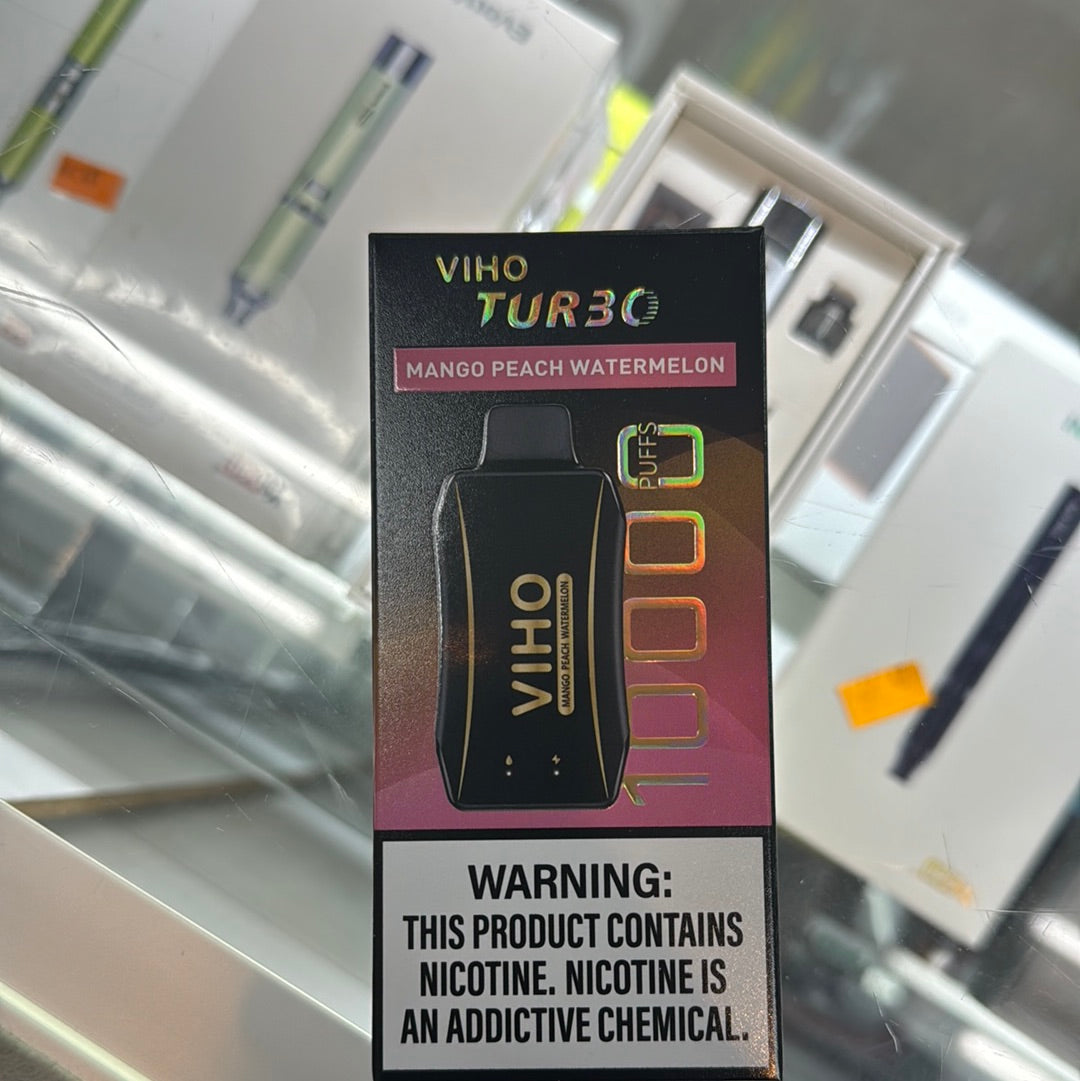 VIHO
TURBO
MANGO PEACH WATERMELON
10000
PUFFS
VIHO
MANGO PEACH WATERMELON
WARNING:
THIS PRODUCT CONTAINS
NICOTINE. NICOTINE IS
AN ADDICTIVE CHEMICAL.